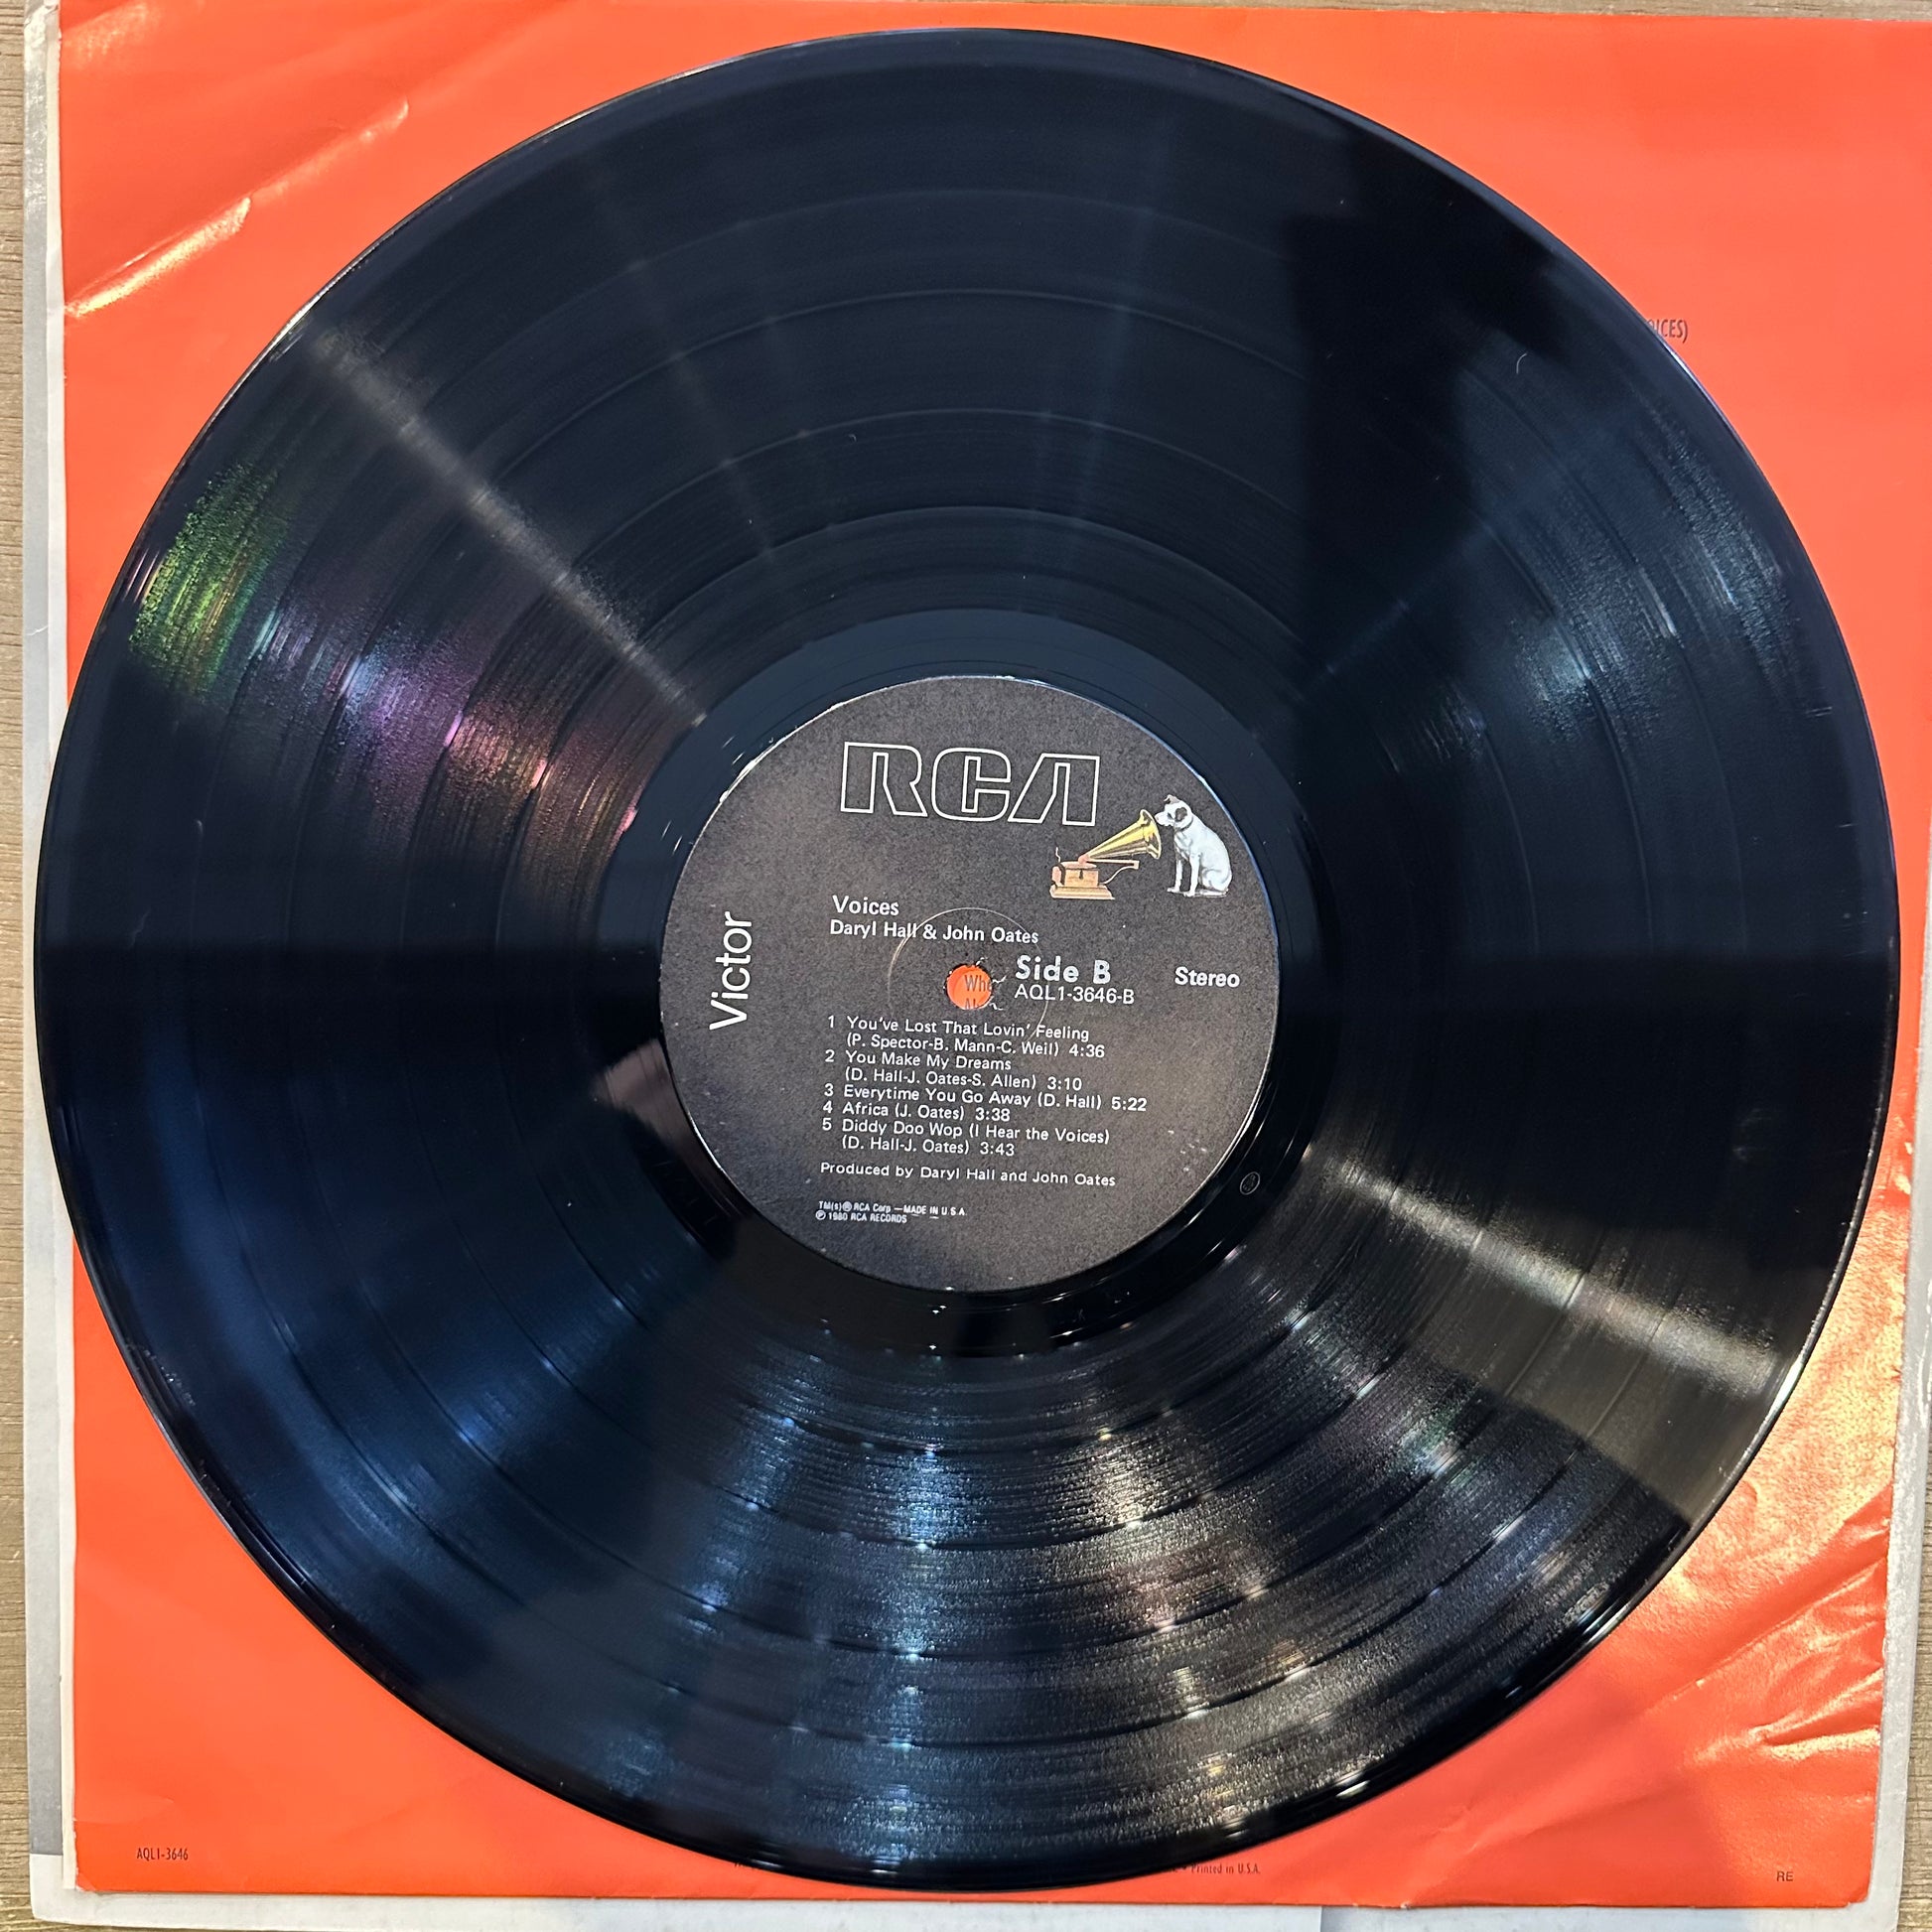 OICES)
RCA
Victor
Voices
Daryl Hall & John Oates
Side B
Stereo
AQL1-3646-B
1 You've Lost That Lovin' Feeling
(P. Spector-B. Mann-C. Weil) 4:36
2 You Make My Dreams
(D. Hall-J. Oates-S. Allen) 3:10
3 Everytime You Go Away (D. Hall) 5:22
4 Africa (J. Oates) 3:38
5 Diddy Doo Wop (I Hear the Voices)
(D. Hall-J. Oates) 3:43
Produced by Daryl Hall and John Oates
TM(s)® RCA Corp —MADE IN U.S.A.
℗ 1980 RCA RECORDS
AQL1-3646
• Printed in U.S.A.
RE